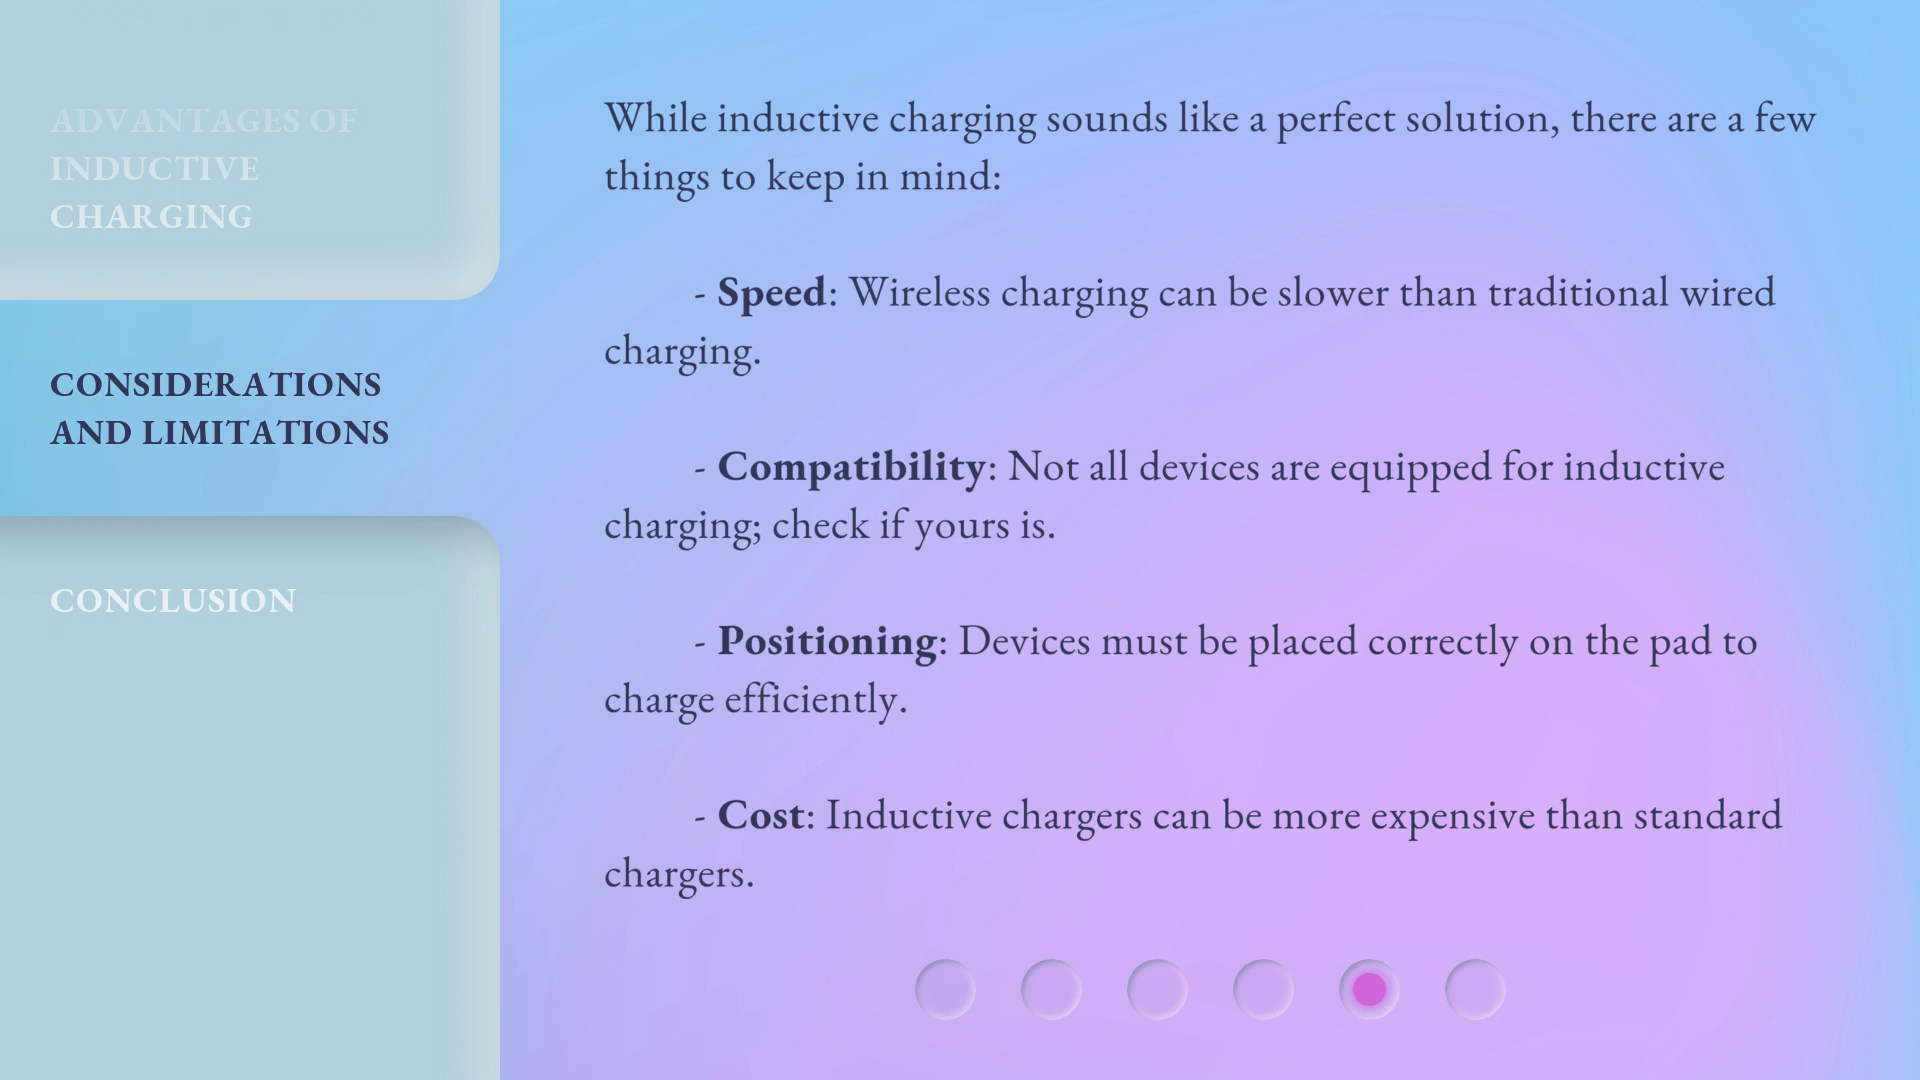 ADVANTAGES OF
INDUCTIVE
CHARGING
CONSIDERATIONS
AND LIMITATIONS
CONCLUSION
While inductive charging sounds like a perfect solution, there are a few
things to keep in mind:
- Speed: Wireless charging can be slower than traditional wired
charging.
- Compatibility: Not all devices are equipped for inductive
charging; check if yours is.
- Positioning: Devices must be placed correctly on the pad to
charge efficiently.
- Cost: Inductive chargers can be more expensive than standard
chargers.